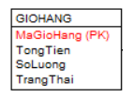 GIOHANG
MaGioHang (PK)
TongTien
SoLuong
TrangThai